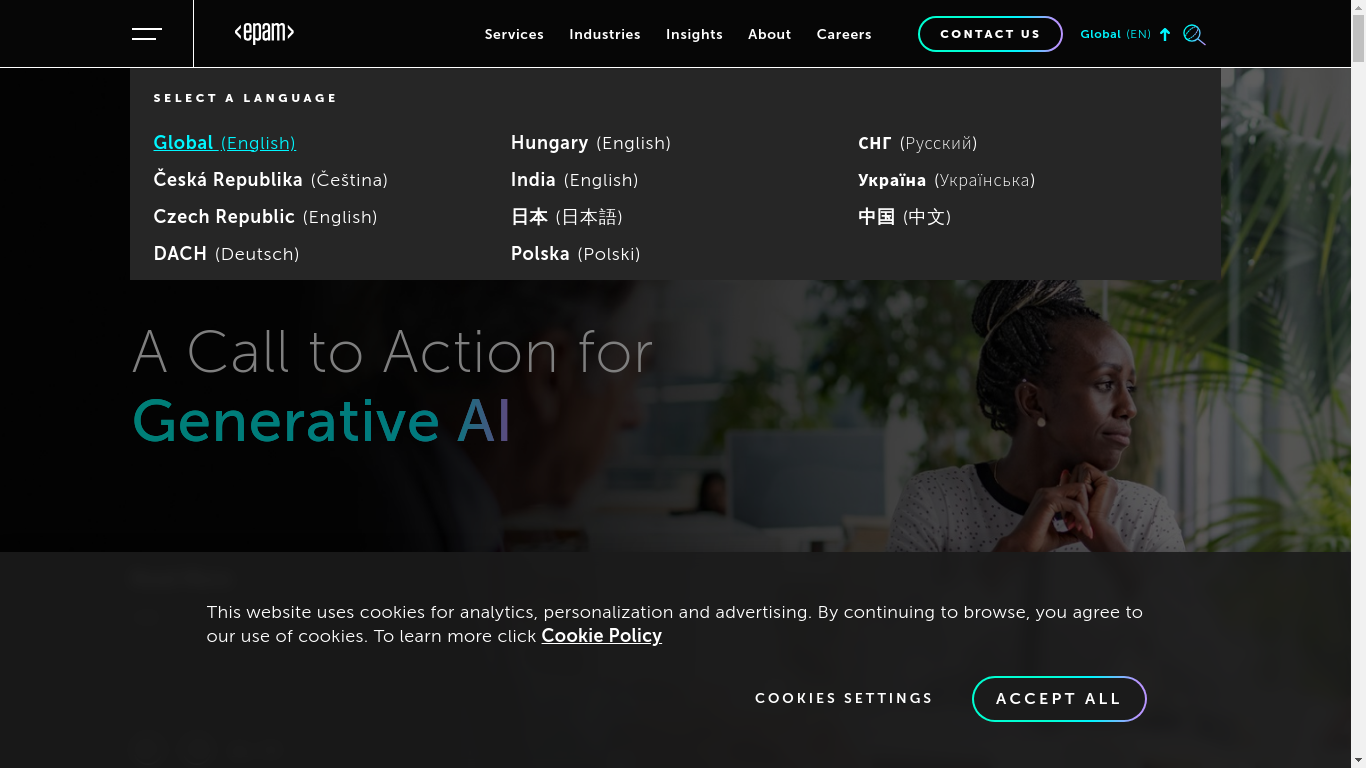 <epam>
Services
Industries
Insights
About
Careers
CONTACT US
Global (EN)
SELECT A LANGUAGE
Global (English)
Česká Republika (Čeština)
Czech Republic (English)
DACH (Deutsch)
Hungary (English)
India (English)
日本 (日本語)
Polska (Polski)
СНГ (Русский)
Україна (Українська)
中国 (中文)
A Call to Action for
Generative AI
This website uses cookies for analytics, personalization and advertising. By continuing to browse, you agree to
our use of cookies. To learn more click Cookie Policy
COOKIES SETTINGS
ACCEPT ALL